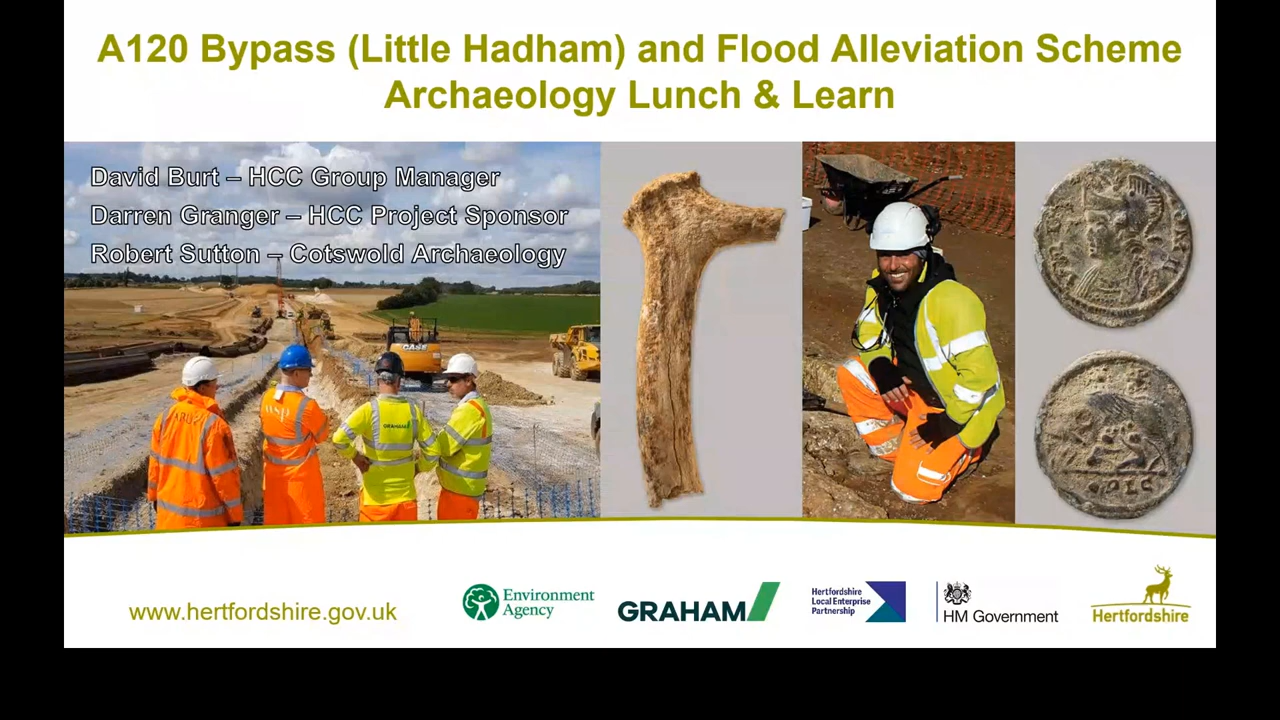 A120 Bypass (Little Hadham) and Flood Alleviation Scheme
Archaeology Lunch & Learn
David Burt – HCC Group Manager
Darren Granger – HCC Project Sponsor
Robert Sutton – Cotswold Archaeology
CASE
GRAHAM
www.hertfordshire.gov.uk
Environment
Agency
GRAHAM
Hertfordshire
Local Enterprise
Partnership
HM Government
Hertfordshire